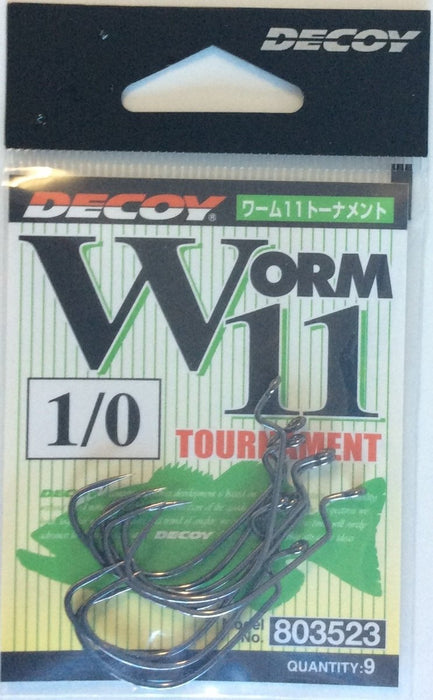 DECOY
DECOY® ワーム11トーナメント
WORM
11
1/0
TOURNAMENT
DECOY
DECOY
Model
No. 803523
QUANTITY:9